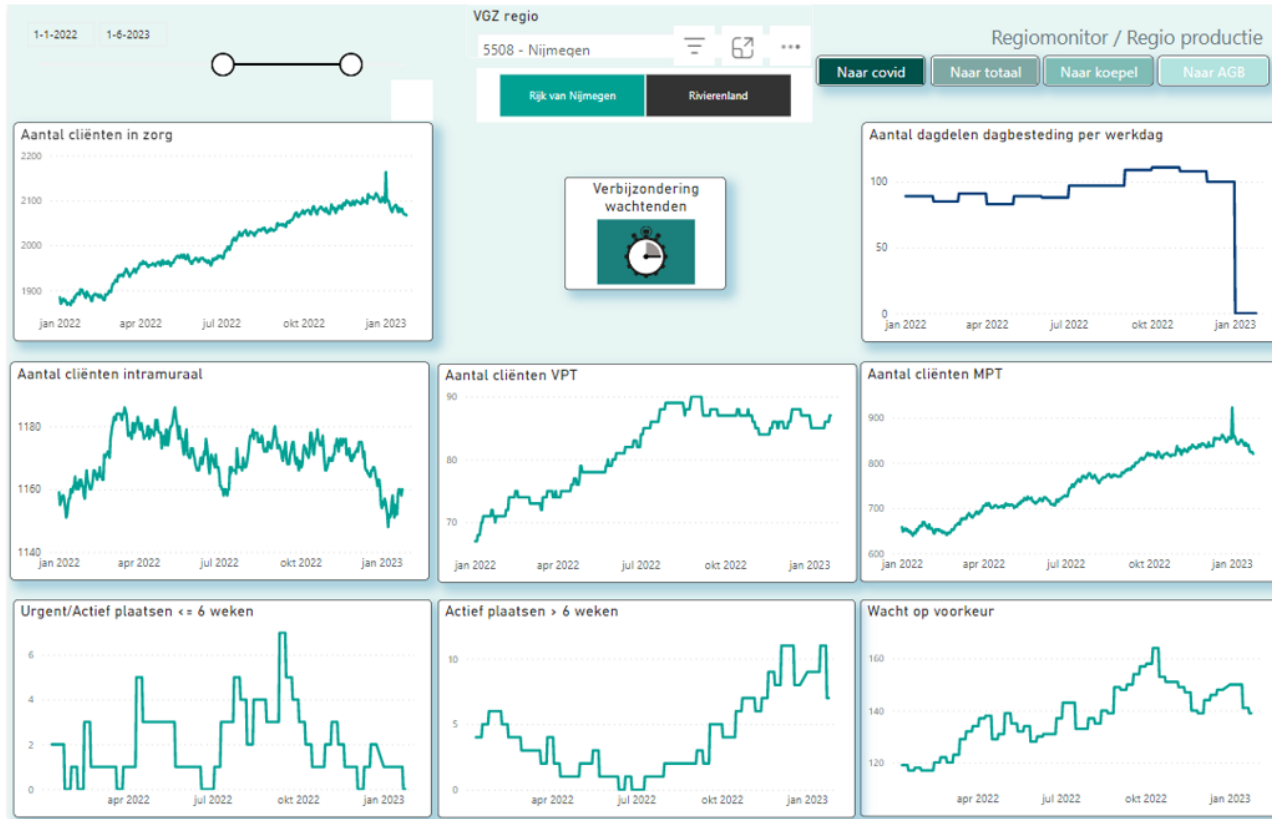 VGZ regio
1-1-2022 1-6-2023
5508 - Nijmegen
Regiomonitor / Regio productie
Naar covid Naar totaal Naar koepel Naar AGB
Rijk van Nijmegen Rivierenland
Aantal cliënten in zorg
2200
2100
2000
1900
jan 2022 apr 2022 jul 2022 okt 2022 jan 2023
Verbijzondering
wachtenden
Aantal dagdelen dagbesteding per werkdag
100
50
0
jan 2022 apr 2022 jul 2022 okt 2022 jan 2023
Aantal cliënten intramuraal
1180
1160
1140
jan 2022 apr 2022 jul 2022 okt 2022 jan 2023
Aantal cliënten VPT
90
80
70
jan 2022 apr 2022 jul 2022 okt 2022 jan 2023
Aantal cliënten MPT
900
800
700
600
jan 2022 apr 2022 jul 2022 okt 2022 jan 2023
Urgent/Actief plaatsen <= 6 weken
6
4
2
0
apr 2022 jul 2022 okt 2022 jan 2023
Actief plaatsen > 6 weken
10
5
0
apr 2022 jul 2022 okt 2022 jan 2023
Wacht op voorkeur
160
140
120
apr 2022 jul 2022 okt 2022 jan 2023